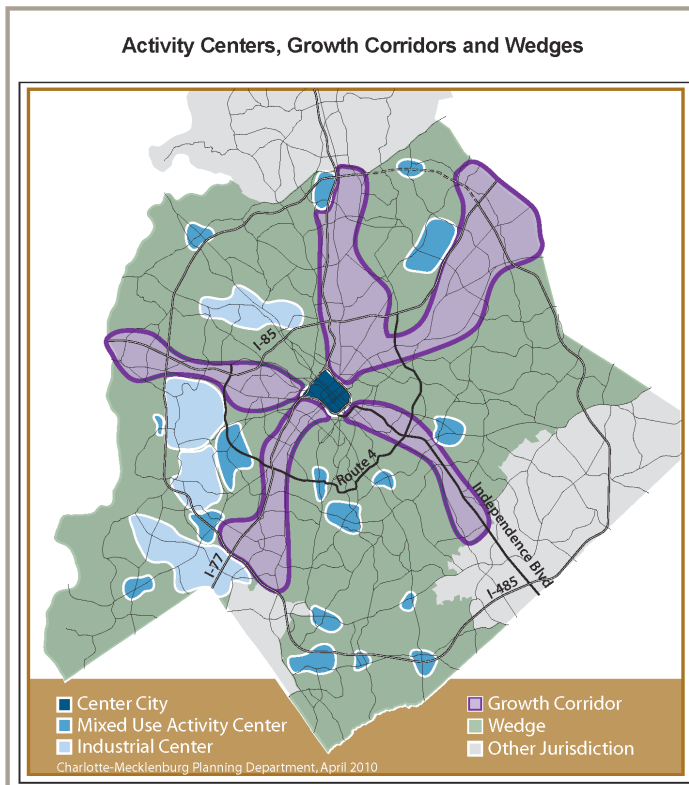 Activity Centers, Growth Corridors and Wedges
I-85
Route 4
Independence Blvd
I-77
I-485
Center City
Mixed Use Activity Center
Industrial Center
Growth Corridor
Wedge
Other Jurisdiction
Charlotte-Mecklenburg Planning Department, April 2010